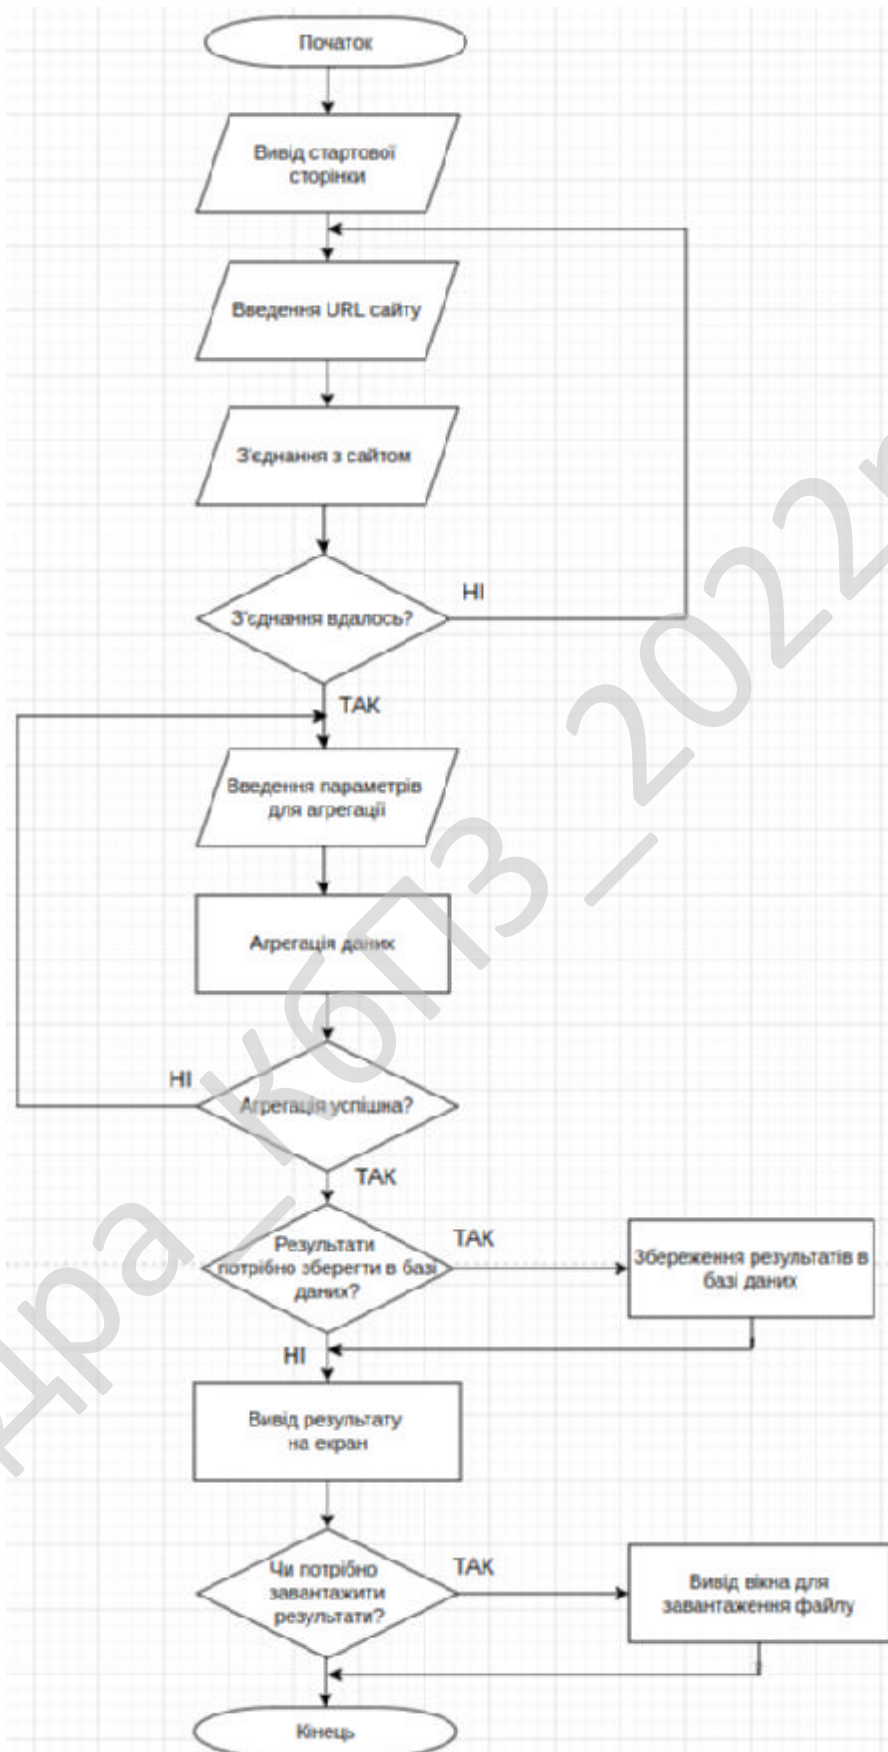 Початок
Вивід стартової
сторінки
Введення URL сайту
З'єднання з сайтом
З'єднання вдалось?
НІ
ТАК
Введення параметрів
для агрегації
Агрегація даних
Агрегація успішна?
НІ
ТАК
Результати
потрібно зберегти в базі
даних?
ТАК
Збереження результатів в
базі даних
НІ
Вивід результату
на екран
Чи потрібно
завантажити
результати?
ТАК
Вивід вікна для
завантаження файлу
Кінець